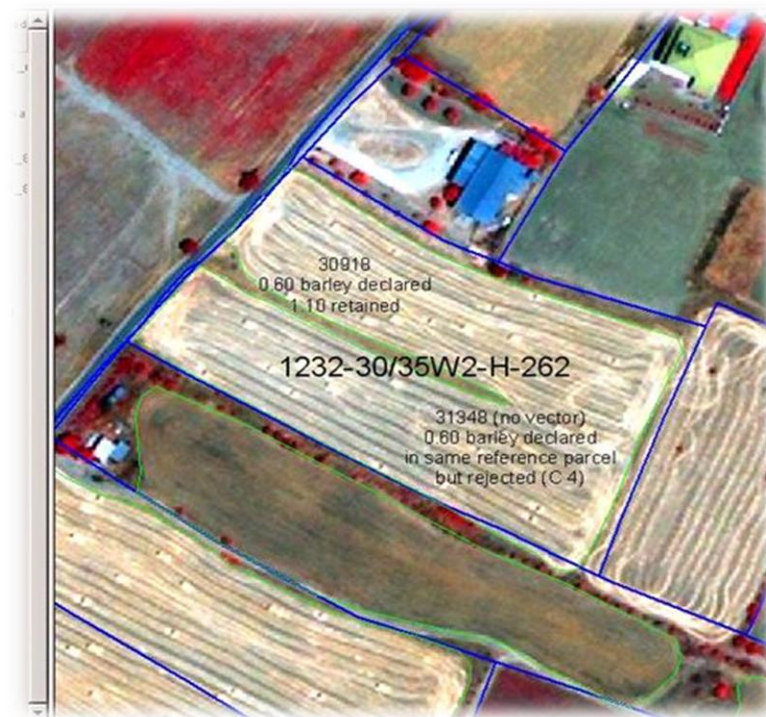 30918
0.60 barley declared
1.10 retained
1232-30/35W2-H-262
31348 (no vector)
0.60 barley declared
in same reference parcel
but rejected (C 4)